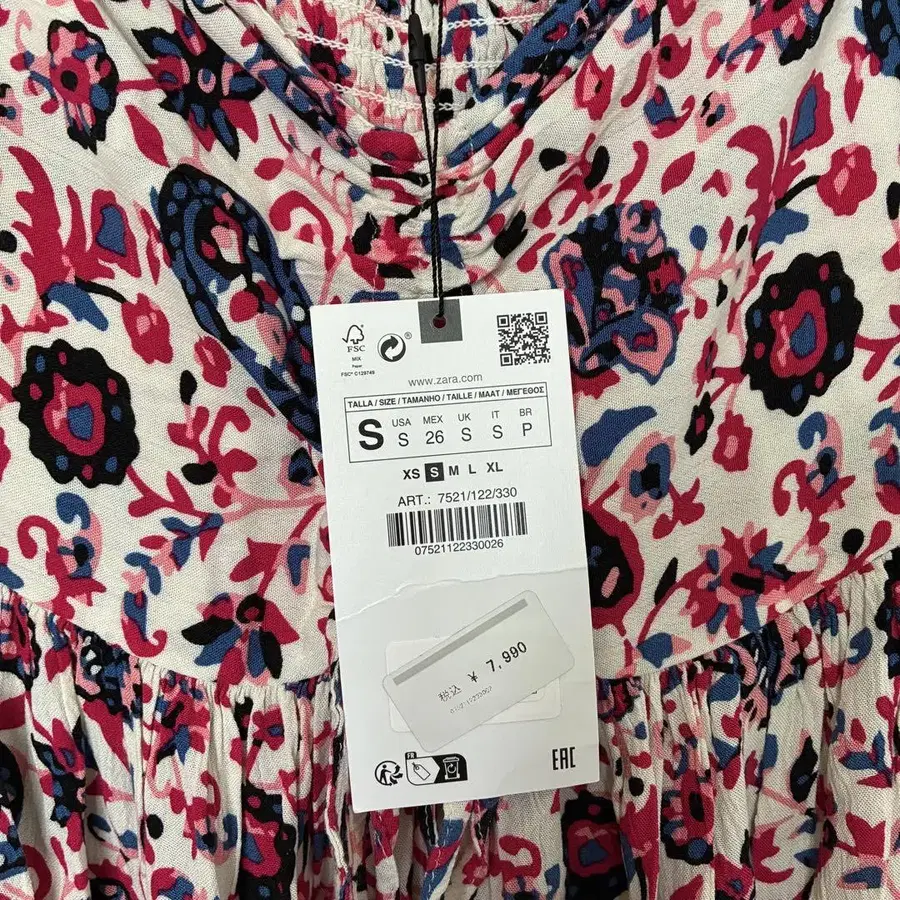 FSC
MIX
Paper
FSC® C129749
®
www.zara.com
TALLA / SIZE / TAMANHO / TAILLE / MAAT / ΜΕΓΕΘΟΣ
S
USA MEX UK IT BR
S 26 S S P
XS S M L XL
ART.: 7521/122/330
07521122330026
税込 ¥ 7,990
FR
EAC